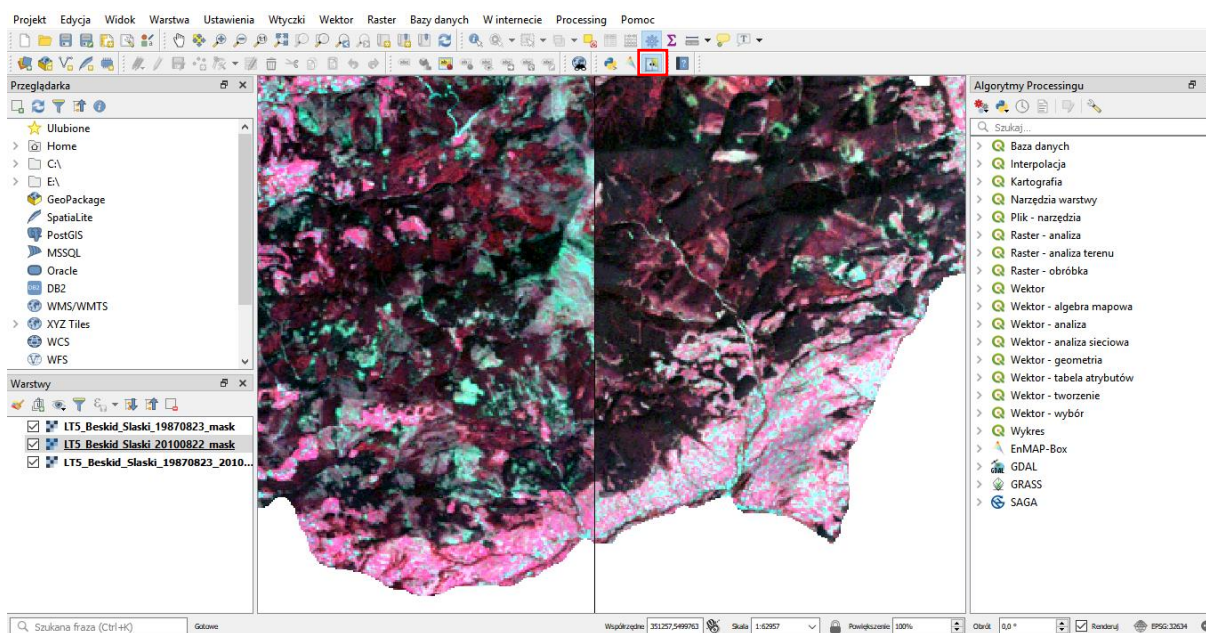 Projekt Edycja Widok Warstwa Ustawienia Wtyczki Wektor Raster Bazy danych W internecie Processing Pomoc
Przeglądarka
Ulubione
Home
C:\
E:\
GeoPackage
SpatiaLite
PostGIS
MSSQL
Oracle
DB2
WMS/WMTS
XYZ Tiles
WCS
WFS
Warstwy
LT5_Beskid_Slaski_19870823_mask
LT5_Beskid_Slaski_20100822_mask
LT5_Beskid_Slaski_19870823_2010...
Algorytmy Processingu
Szukaj...
Baza danych
Interpolacja
Kartografia
Narzędzia warstwy
Plik - narzędzia
Raster - analiza
Raster - analiza terenu
Raster - obróbka
Wektor
Wektor - algebra mapowa
Wektor - analiza
Wektor - analiza sieciowa
Wektor - geometria
Wektor - tabela atrybutów
Wektor - tworzenie
Wektor - wybór
Wykres
EnMAP-Box
GDAL
GRASS
SAGA
Szukana fraza (Ctrl+K) Gotowe Współrzędne 351257,5499763 Skala 1:62957 Powiększenie 100% Obrót 0,0 ° Renderuj EPSG:32634